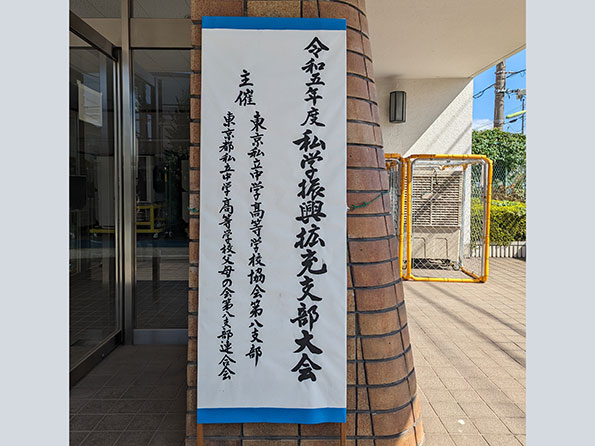 令和五年度 私学振興拡充支部大会
主催
東京私立中学高等学校協会第八支部
東京都私立中学高等学校父母の会第八支部連合会